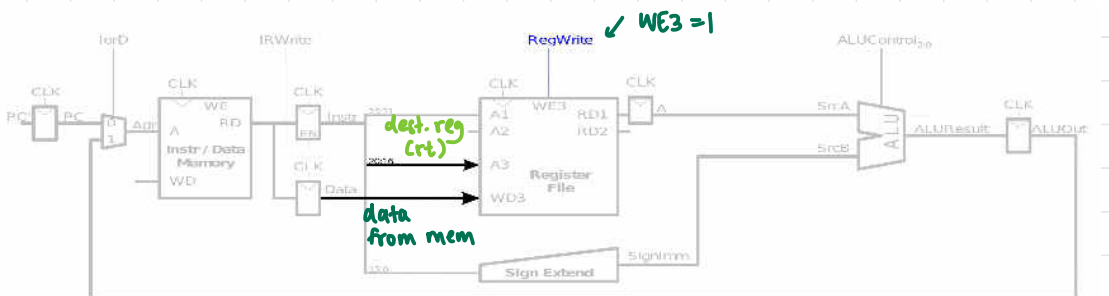 WE3 = 1
IorD
IRWrite
RegWrite
ALUControl2:0
CLK
CLK
CLK
CLK
CLK
CLK
CLK
PC
WE
A
RD
Instr / Data
Memory
WD
0
1
Adr
EN
Instr
25:21
A1
A2
A3
WD3
WE3
RD1
RD2
Register
File
A
SrcA
SrcB
ALU
ALUResult
ALUOut
dest. reg
(rt)
20:16
Data
data
from mem
15:0
Sign Extend
SignImm